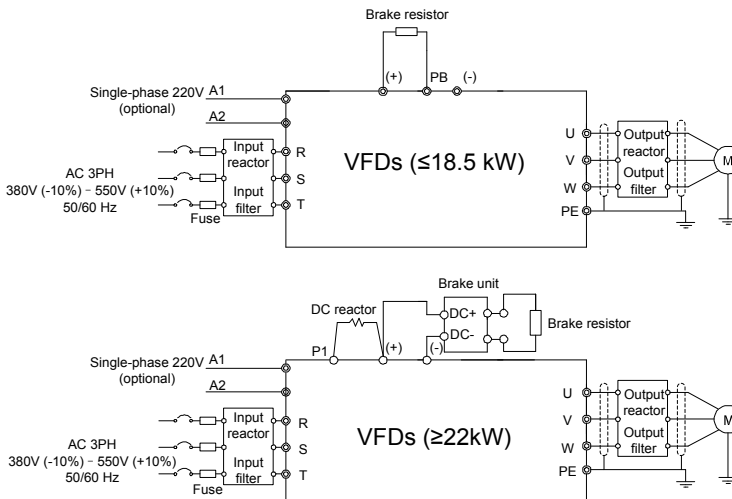 Brake resistor
(+)
PB
(-)
Single-phase 220V
(optional)
A1
A2
AC 3PH
380V (-10%) - 550V (+10%)
50/60 Hz
Fuse
Input
reactor
Input
filter
R
S
T
VFDs (≤18.5 kW)
U
V
W
PE
Output
reactor
Output
filter
M
Brake unit
DC reactor
DC+
DC-
Brake resistor
P1
(+)
(-)
Single-phase 220V
(optional)
A1
A2
AC 3PH
380V (-10%) - 550V (+10%)
50/60 Hz
Fuse
Input
reactor
Input
filter
R
S
T
VFDs (≥22kW)
U
V
W
PE
Output
reactor
Output
filter
M